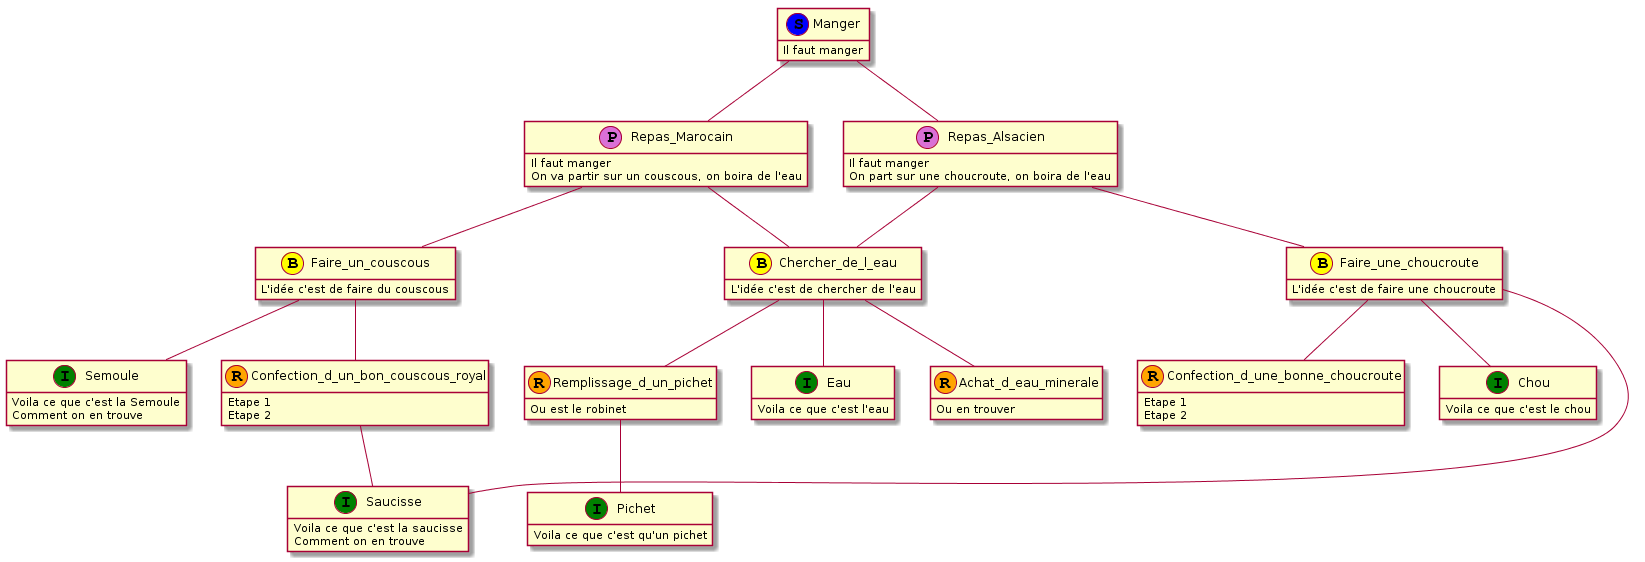 S Manger
Il faut manger
P Repas_Marocain
Il faut manger
On va partir sur un couscous, on boira de l'eau
P Repas_Alsacien
Il faut manger
On part sur une choucroute, on boira de l'eau
B Faire_un_couscous
L'idée c'est de faire du couscous
B Chercher_de_l_eau
L'idée c'est de chercher de l'eau
B Faire_une_choucroute
L'idée c'est de faire une choucroute
I Semoule
Voila ce que c'est la Semoule
Comment on en trouve
R Confection_d_un_bon_couscous_royal
Etape 1
Etape 2
R Remplissage_d_un_pichet
Ou est le robinet
I Eau
Voila ce que c'est l'eau
R Achat_d_eau_minerale
Ou en trouver
R Confection_d_une_bonne_choucroute
Etape 1
Etape 2
I Chou
Voila ce que c'est le chou
I Saucisse
Voila ce que c'est la saucisse
Comment on en trouve
I Pichet
Voila ce que c'est qu'un pichet